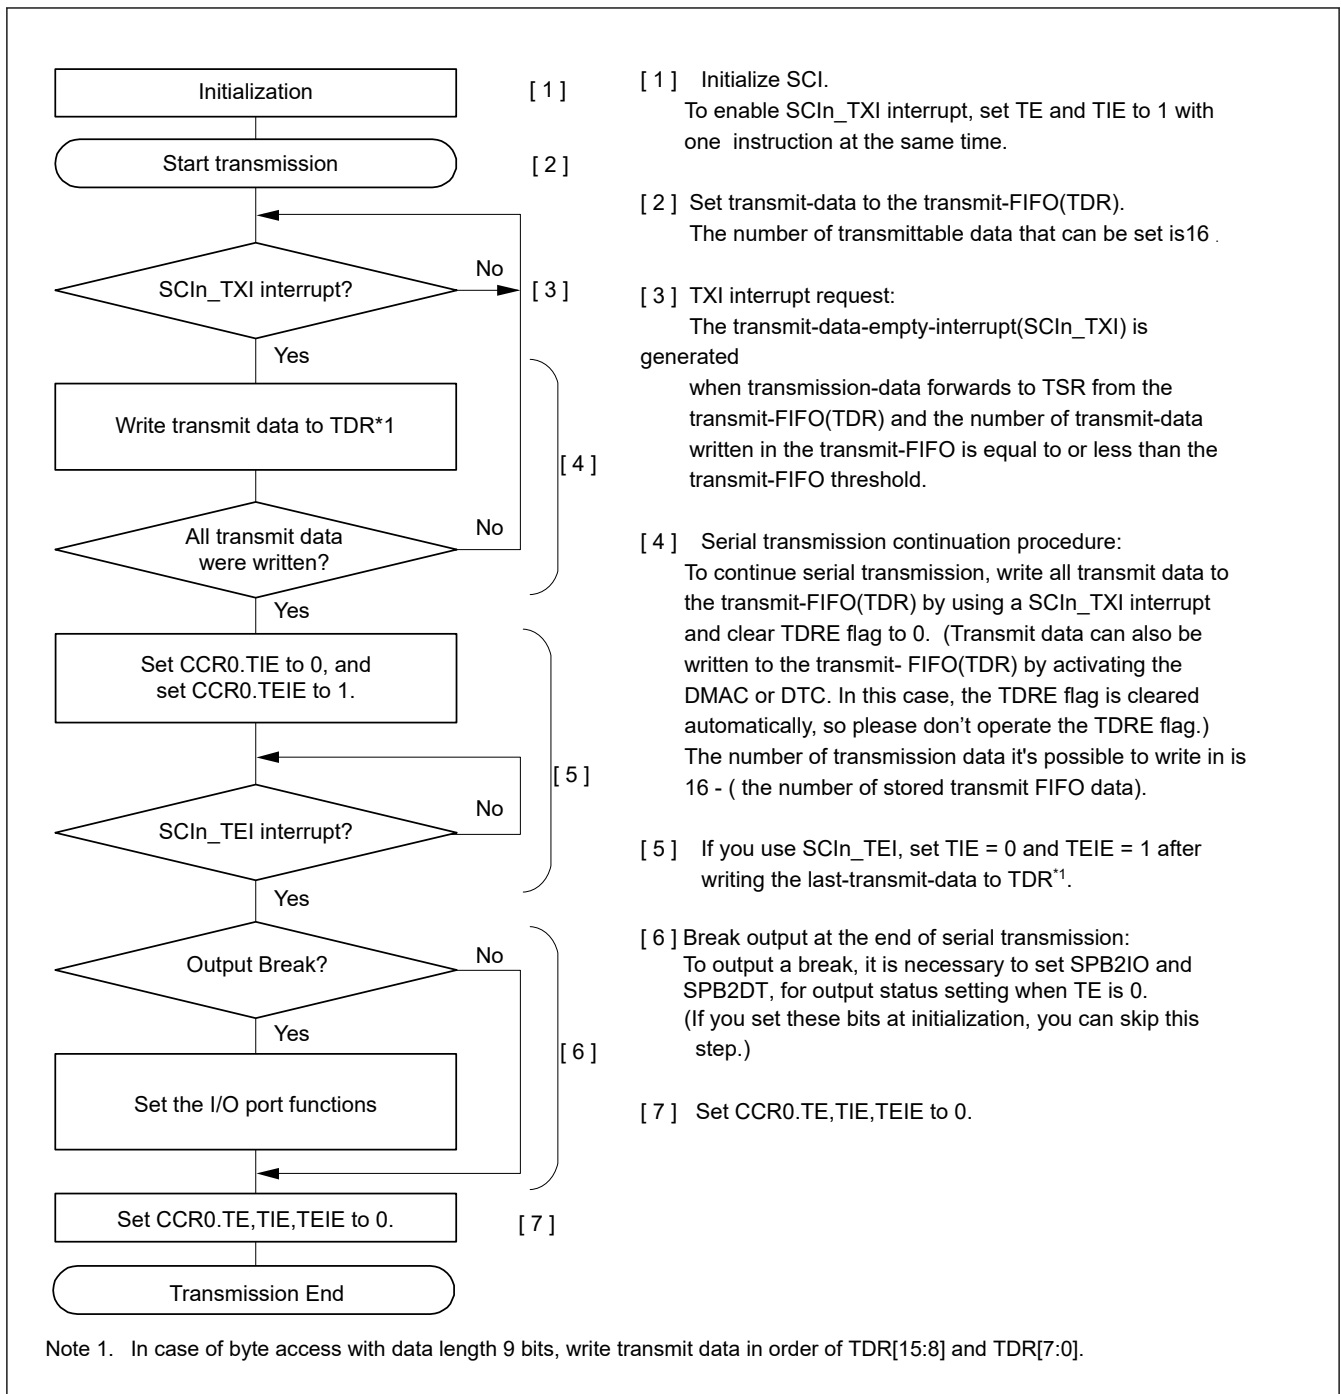 Initialization
[ 1 ]
Start transmission
[ 2 ]
SCIn_TXI interrupt?
No
[ 3 ]
Yes
Write transmit data to TDR*1
[ 4 ]
All transmit data
were written?
No
Yes
Set CCR0.TIE to 0, and
set CCR0.TEIE to 1.
[ 5 ]
SCIn_TEI interrupt?
No
Yes
Output Break?
No
Yes
[ 6 ]
Set the I/O port functions
Set CCR0.TE,TIE,TEIE to 0.
[ 7 ]
Transmission End
[ 1 ] Initialize SCI.
To enable SCIn_TXI interrupt, set TE and TIE to 1 with
one instruction at the same time.
[ 2 ] Set transmit-data to the transmit-FIFO(TDR).
The number of transmittable data that can be set is16 .
[ 3 ] TXI interrupt request:
The transmit-data-empty-interrupt(SCIn_TXI) is
generated
when transmission-data forwards to TSR from the
transmit-FIFO(TDR) and the number of transmit-data
written in the transmit-FIFO is equal to or less than the
transmit-FIFO threshold.
[ 4 ] Serial transmission continuation procedure:
To continue serial transmission, write all transmit data to
the transmit-FIFO(TDR) by using a SCIn_TXI interrupt
and clear TDRE flag to 0. (Transmit data can also be
written to the transmit- FIFO(TDR) by activating the
DMAC or DTC. In this case, the TDRE flag is cleared
automatically, so please don’t operate the TDRE flag.)
The number of transmission data it's possible to write in is
16 - ( the number of stored transmit FIFO data).
[ 5 ] If you use SCIn_TEI, set TIE = 0 and TEIE = 1 after
writing the last-transmit-data to TDR*1.
[ 6 ] Break output at the end of serial transmission:
To output a break, it is necessary to set SPB2IO and
SPB2DT, for output status setting when TE is 0.
(If you set these bits at initialization, you can skip this
step.)
[ 7 ] Set CCR0.TE,TIE,TEIE to 0.
Note 1. In case of byte access with data length 9 bits, write transmit data in order of TDR[15:8] and TDR[7:0].